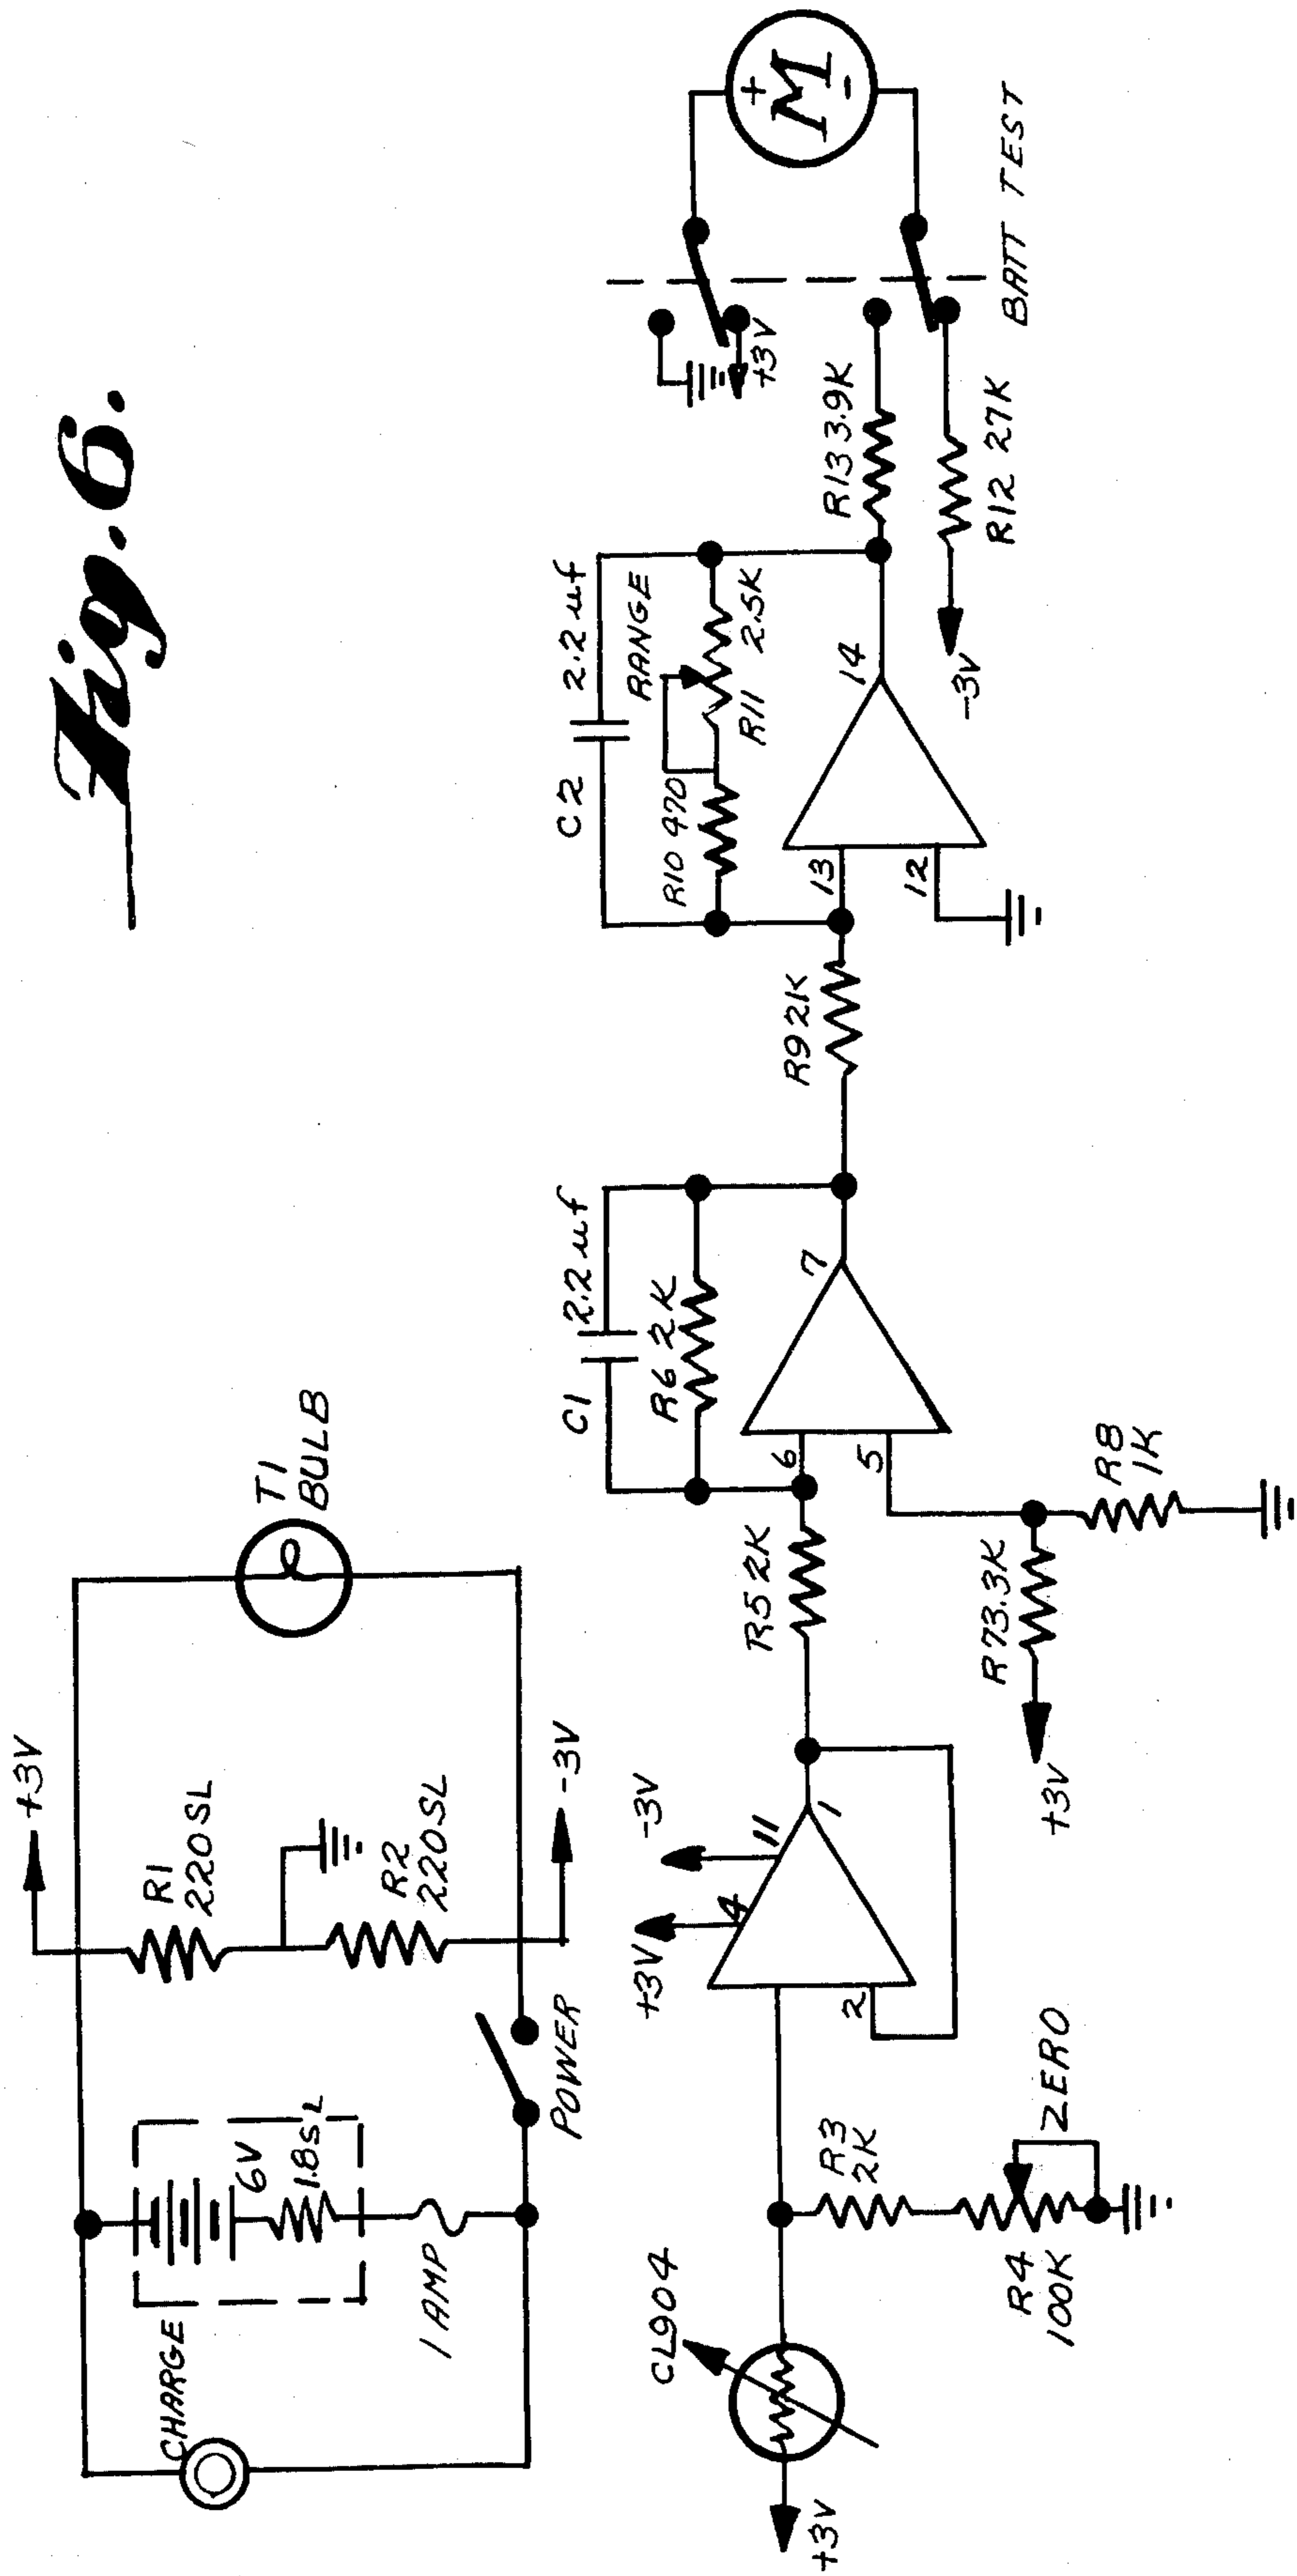 Fig. 6.
+3V
CHARGE
6V
1.8SL
R1
220SL
R2
220SL
T1
BULB
1 AMP
POWER
-3V
CL904
+3V
R3
2K
R4
100K
ZERO
+3V
-3V
4
11
2
1
R5 2K
C1
2.2uf
R6 2K
6
5
7
R7 3.3K
+3V
R8
1K
R9 2K
C2
2.2uf
RANGE
R10 470
R11
2.5K
13
12
14
R13 3.9K
R12 27K
-3V
+3V
+
M
-
BATT TEST